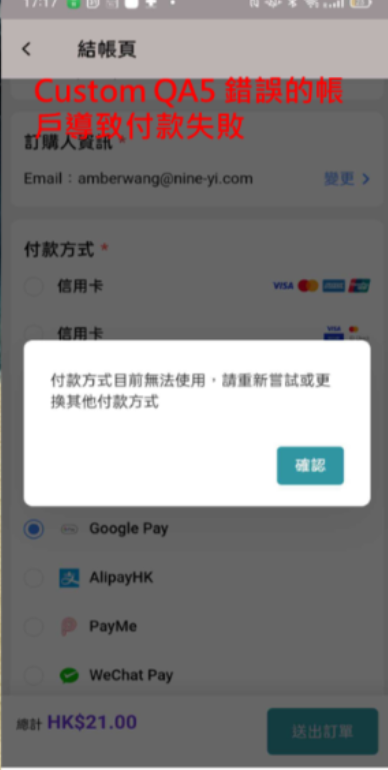 17:17
結帳頁
Custom QA5 錯誤的帳
戶導致付款失敗
訂購人資訊 *
Email：amberwang@nine-yi.com 變更 >
付款方式 *
信用卡 VISA
信用卡 VISA
付款方式目前無法使用，請重新嘗試或更
換其他付款方式
確認
Google Pay
AlipayHK
PayMe
WeChat Pay
總計 HK$21.00 送出訂單